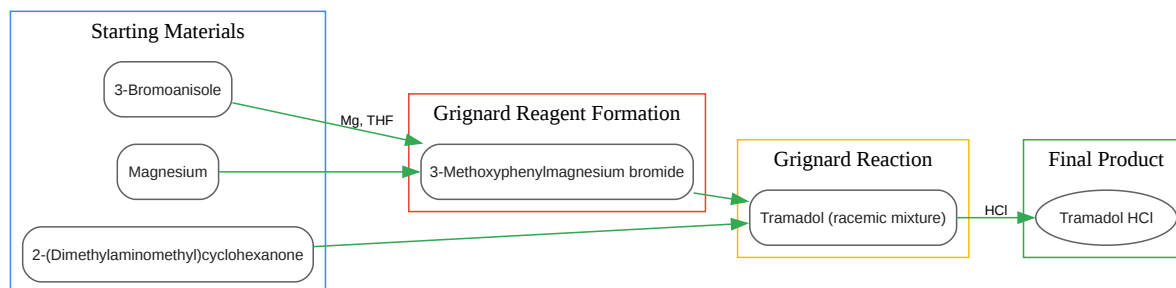 Starting Materials
3-Bromoanisole
Magnesium
2-(Dimethylaminomethyl)cyclohexanone
Mg, THF
Grignard Reagent Formation
3-Methoxyphenylmagnesium bromide
Grignard Reaction
Tramadol (racemic mixture)
HCl
Final Product
Tramadol HCl